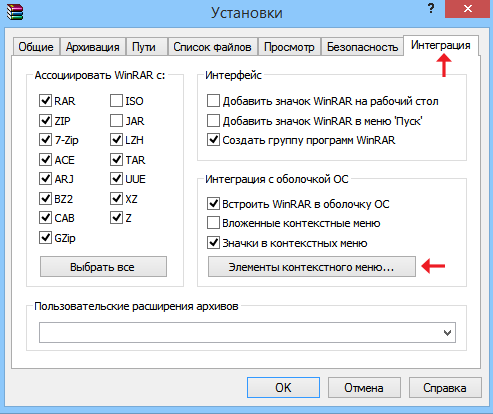 Установки
?
Общие Архивация Пути Список файлов Просмотр Безопасность Интеграция
Ассоциировать WinRAR с:
RAR ISO
ZIP JAR
7-Zip LZH
ACE TAR
ARJ UUE
BZ2 XZ
CAB Z
GZip
Выбрать все
Интерфейс
Добавить значок WinRAR на рабочий стол
Добавить значок WinRAR в меню 'Пуск'
Создать группу программ WinRAR
Интеграция с оболочкой ОС
Встроить WinRAR в оболочку ОС
Вложенные контекстные меню
Значки в контекстных меню
Элементы контекстного меню...
Пользовательские расширения архивов
OK Отмена Справка